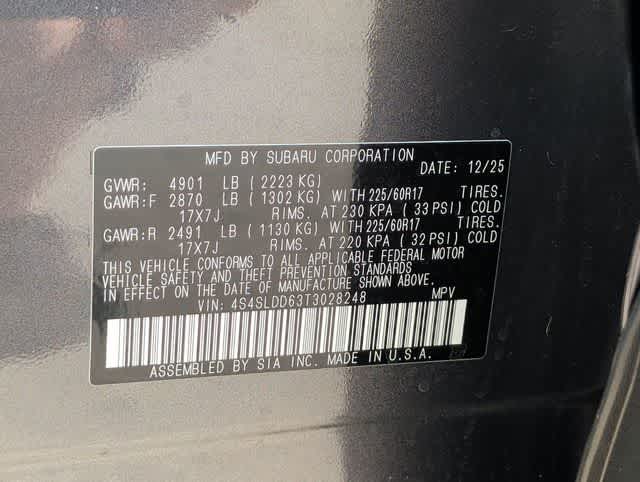 MFD BY SUBARU CORPORATION DATE: 12/25
GVWR: 4901 LB ( 2223 KG)
GAWR:F 2870 LB ( 1302 KG) WITH 225/60R17 TIRES.
17X7J RIMS. AT 230 KPA ( 33 PSI) COLD
GAWR:R 2491 LB ( 1130 KG) WITH 225/60R17 TIRES.
17X7J RIMS. AT 220 KPA ( 32 PSI) COLD
THIS VEHICLE CONFORMS TO ALL APPLICABLE FEDERAL MOTOR
VEHICLE SAFETY AND THEFT PREVENTION STANDARDS
IN EFFECT ON THE DATE OF MANUFACTURE SHOWN ABOVE.
VIN: 4S4SLDD63T3028248 MPV
ASSEMBLED BY SIA INC. MADE IN U.S.A.